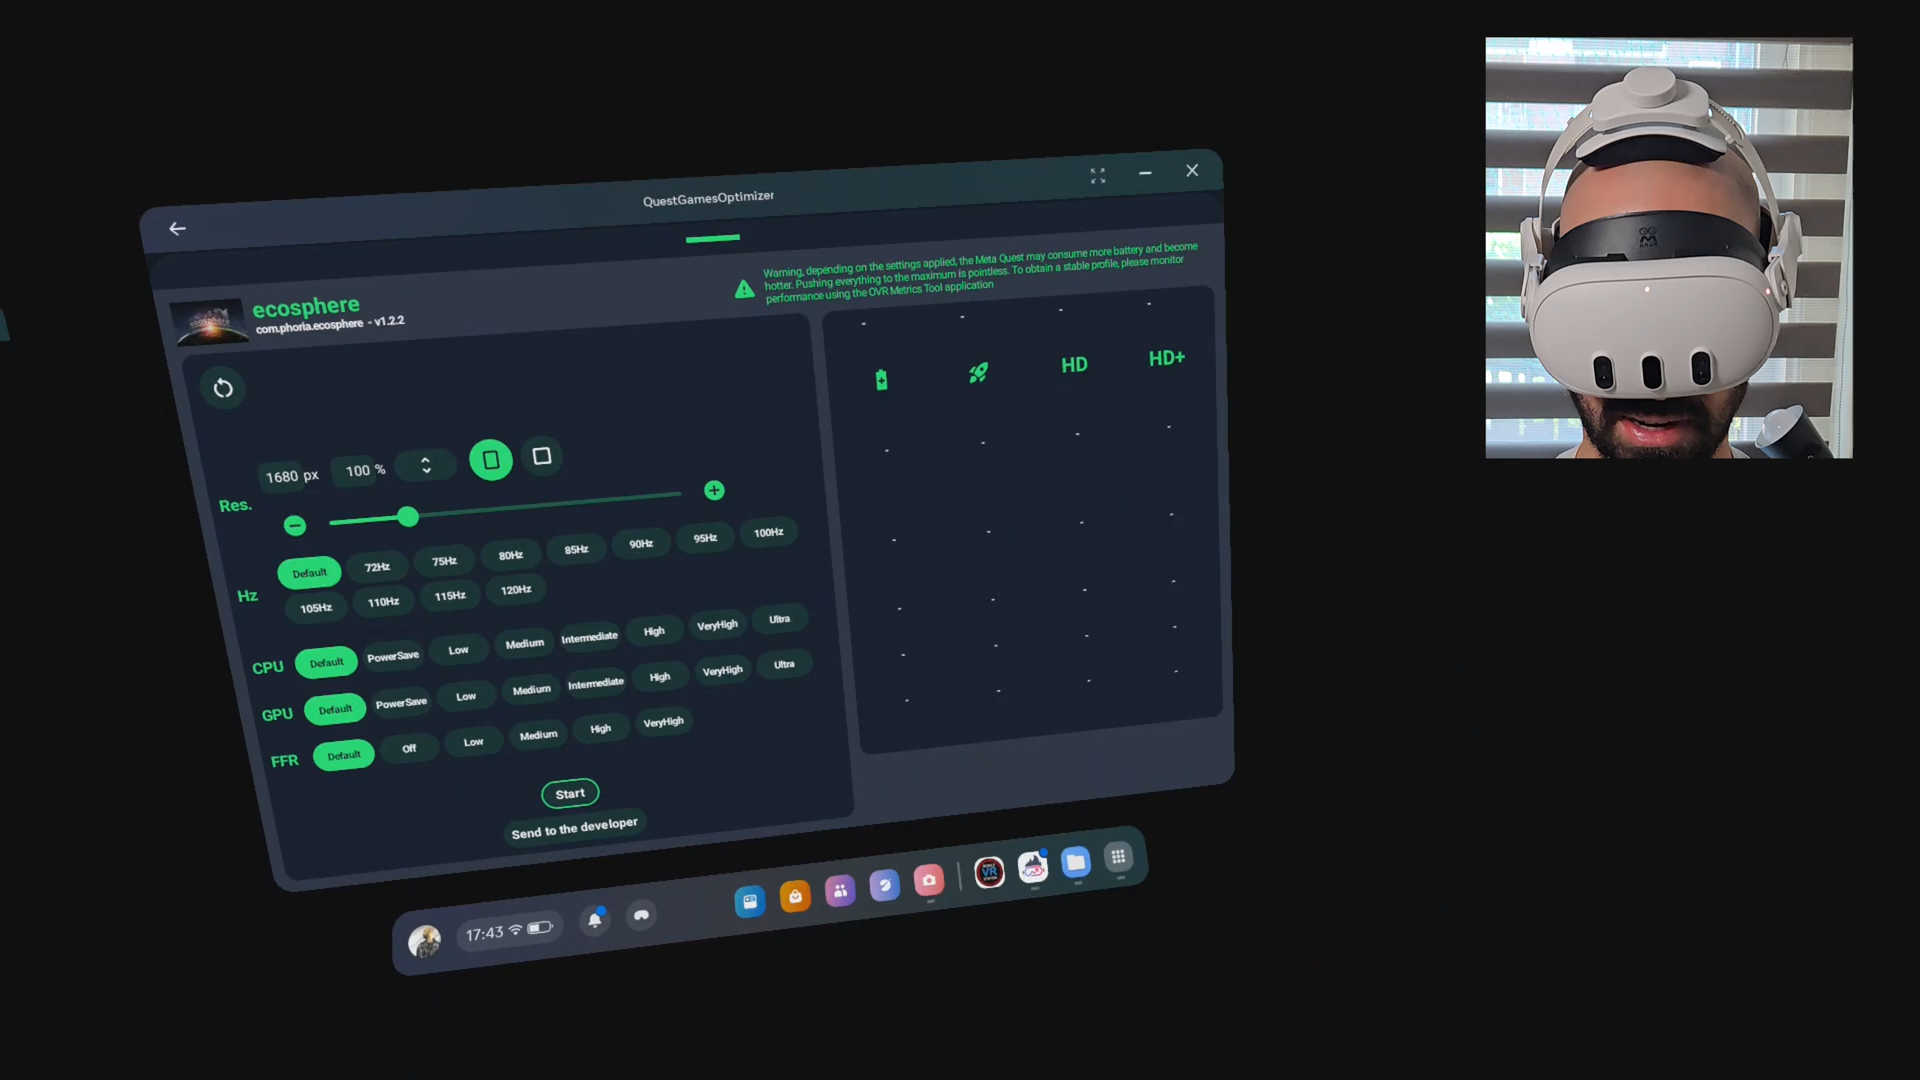 QuestGamesOptimizer
Warning, depending on the settings applied, the Meta Quest may consume more battery and become
hotter. Pushing everything to the maximum is pointless. To obtain a stable profile, please monitor
performance using the OVR Metrics Tool application
ecosphere
com.phoria.ecosphere - v1.2.2
HD HD+
1680 px 100 %
Res.
Hz Default 72Hz 75Hz 80Hz 85Hz 90Hz 95Hz 100Hz
105Hz 110Hz 115Hz 120Hz
CPU Default PowerSave Low Medium Intermediate High VeryHigh Ultra
GPU Default PowerSave Low Medium Intermediate High VeryHigh Ultra
FFR Default Off Low Medium High VeryHigh
Start
Send to the developer
17:43
VR